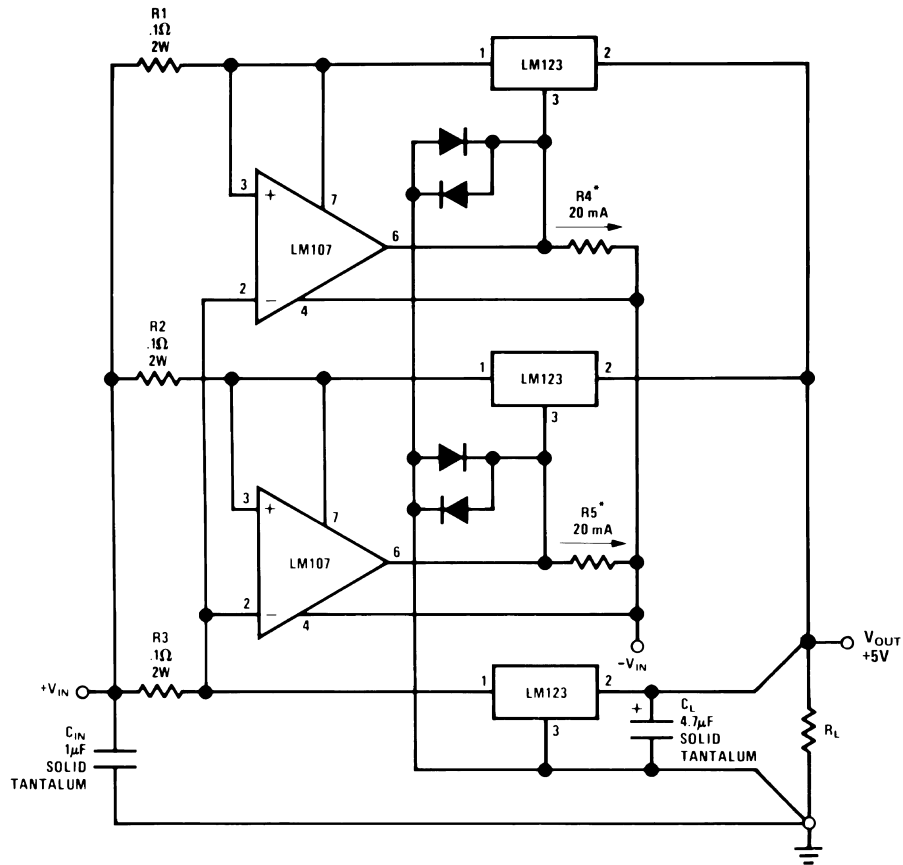 R1
.1Ω
2W
1
LM123
2
3
3
+
7
LM107
6
R4*
20 mA
2
−
4
R2
.1Ω
2W
1
LM123
2
3
3
+
7
LM107
6
R5*
20 mA
2
−
4
R3
.1Ω
2W
+VIN
−VIN
1
LM123
2
3
VOUT
+5V
+
CL
4.7μF
SOLID
TANTALUM
RL
CIN
1μF
SOLID
TANTALUM